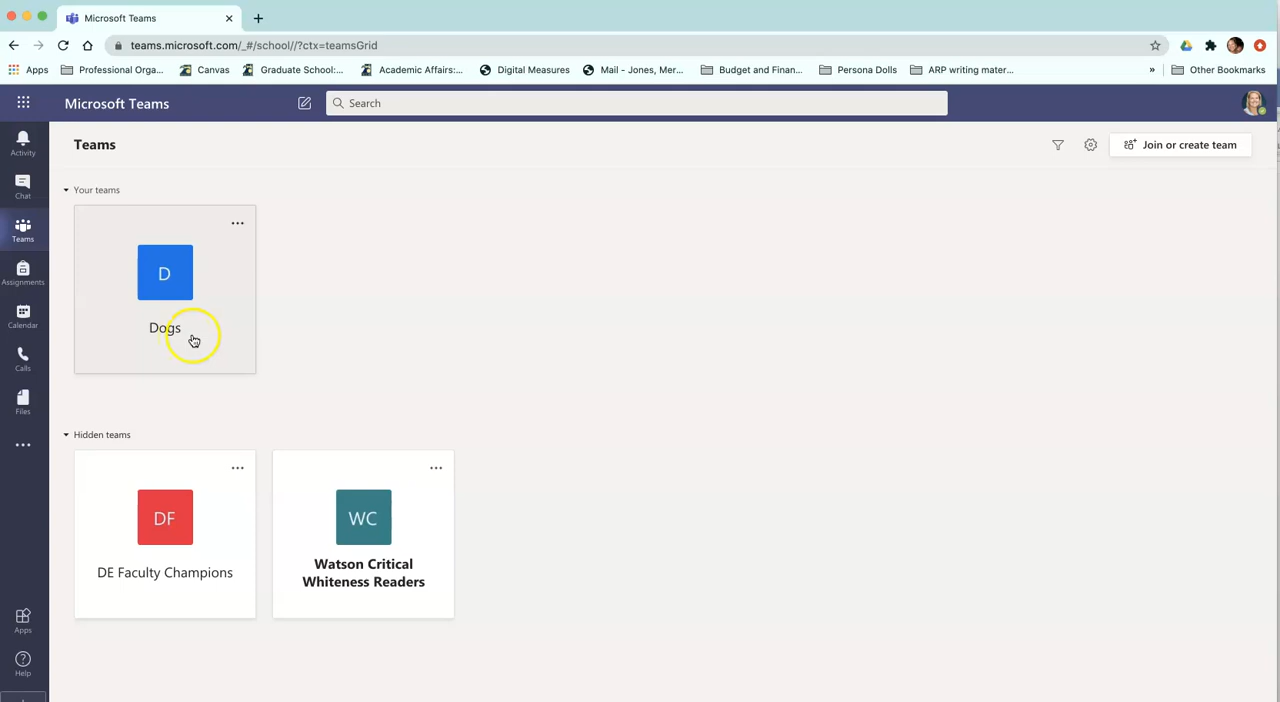 Microsoft Teams
teams.microsoft.com/_#/school//?ctx=teamsGrid
Apps Professional Orga... Canvas Graduate School:... Academic Affairs:... Digital Measures Mail - Jones, Mer... Budget and Finan... Persona Dolls ARP writing mater... » Other Bookmarks
Microsoft Teams Search
Activity
Chat
Teams
Assignments
Calendar
Calls
Files
Apps
Help
Teams Join or create team
Your teams
D
Dogs
Hidden teams
DF
DE Faculty Champions
WC
Watson Critical
Whiteness Readers